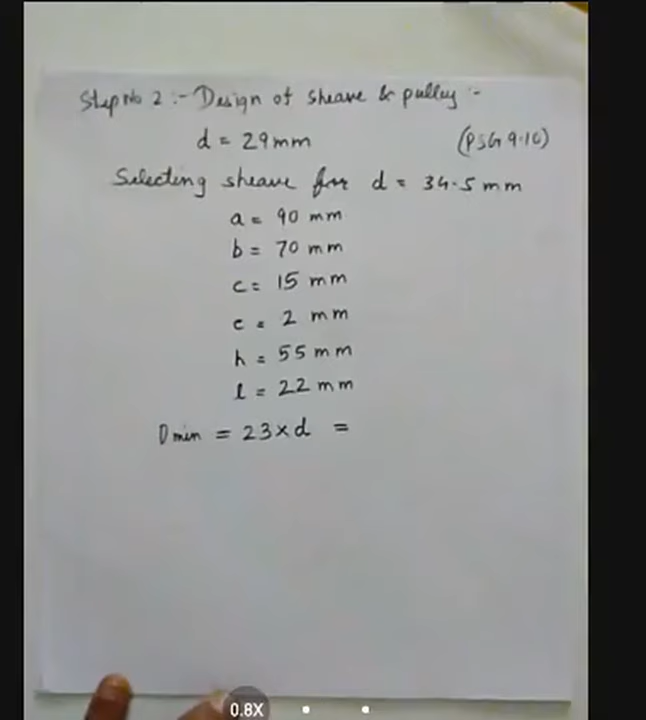 Step No 2 :- Design of sheave & pulley :-
d = 29mm (PSG 9.10)
Selecting sheave for d = 34.5 mm
a = 90 mm
b = 70 mm
c = 15 mm
e = 2 mm
h = 55 mm
l = 22 mm
Dmin = 23×d =
0.8X